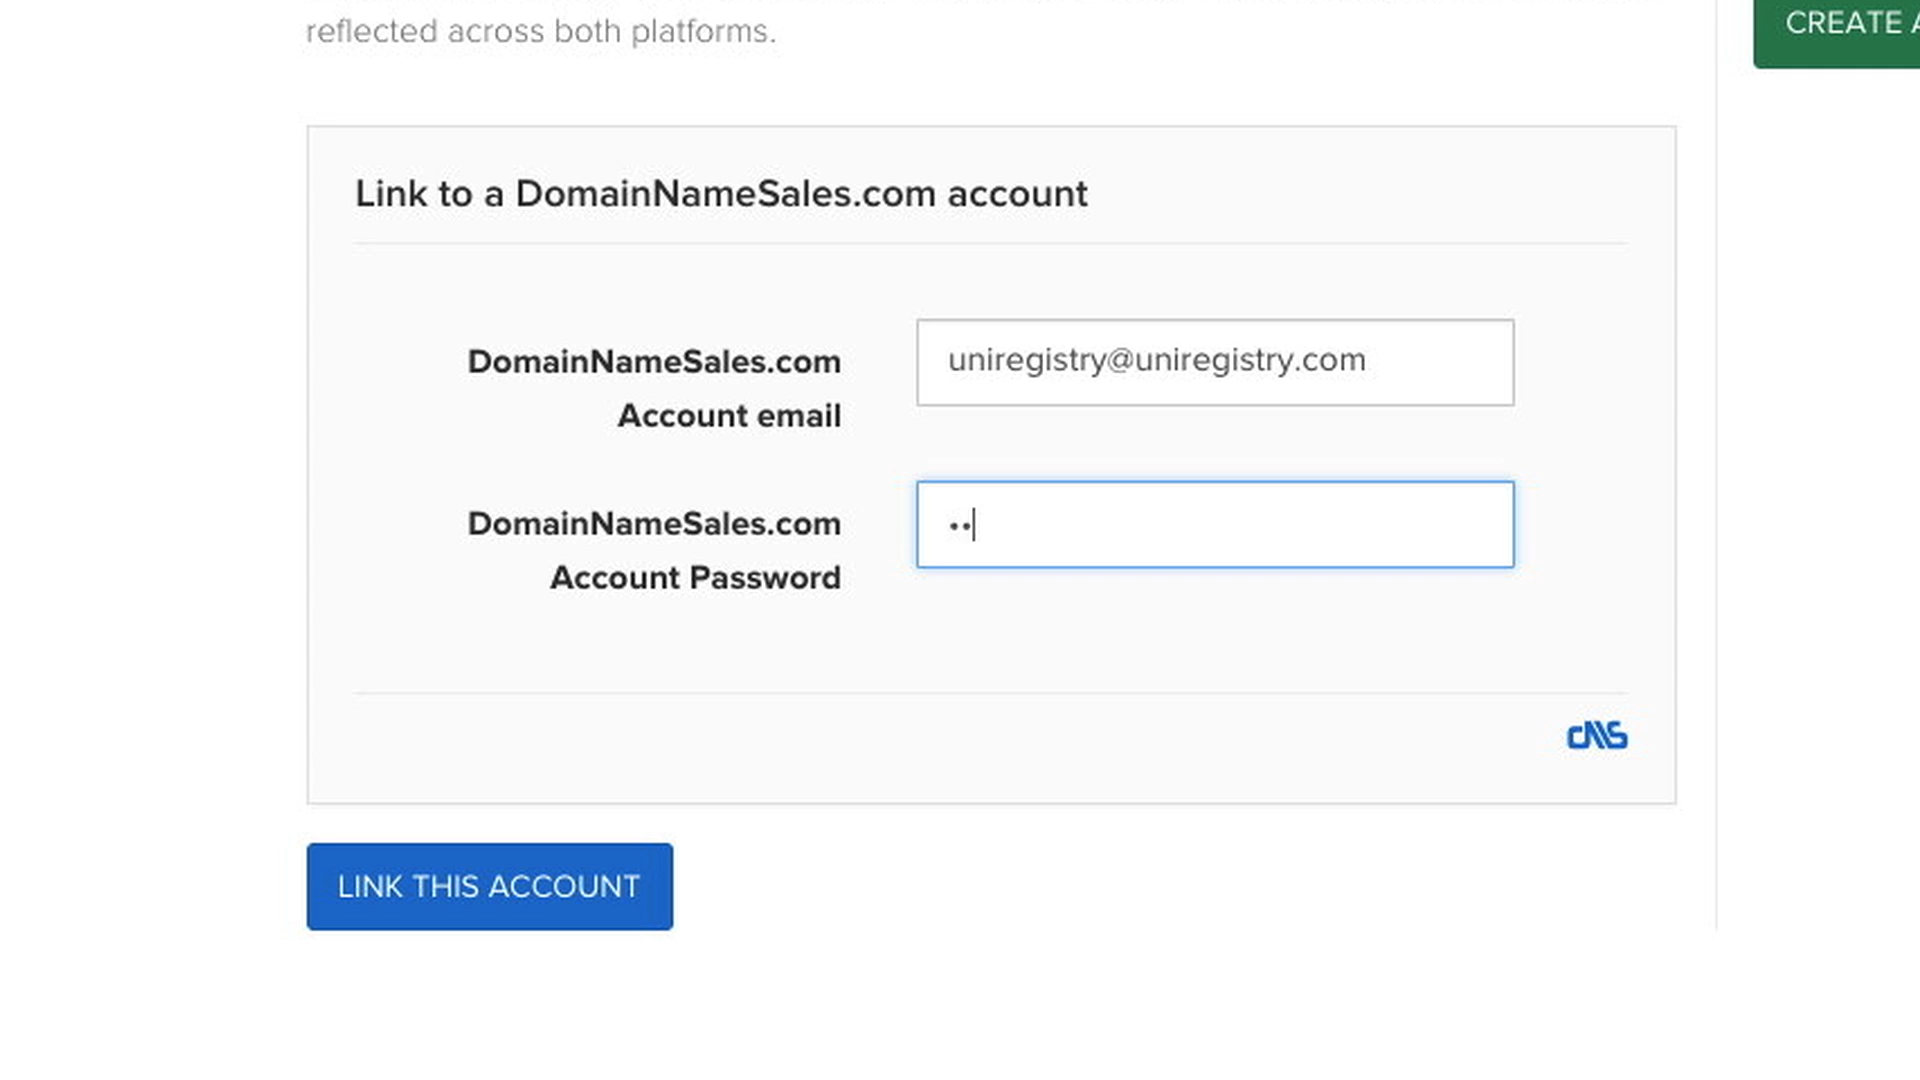 reflected across both platforms.
CREATE A
Link to a DomainNameSales.com account
DomainNameSales.com
Account email
uniregistry@uniregistry.com
DomainNameSales.com
Account Password
••
dns
LINK THIS ACCOUNT